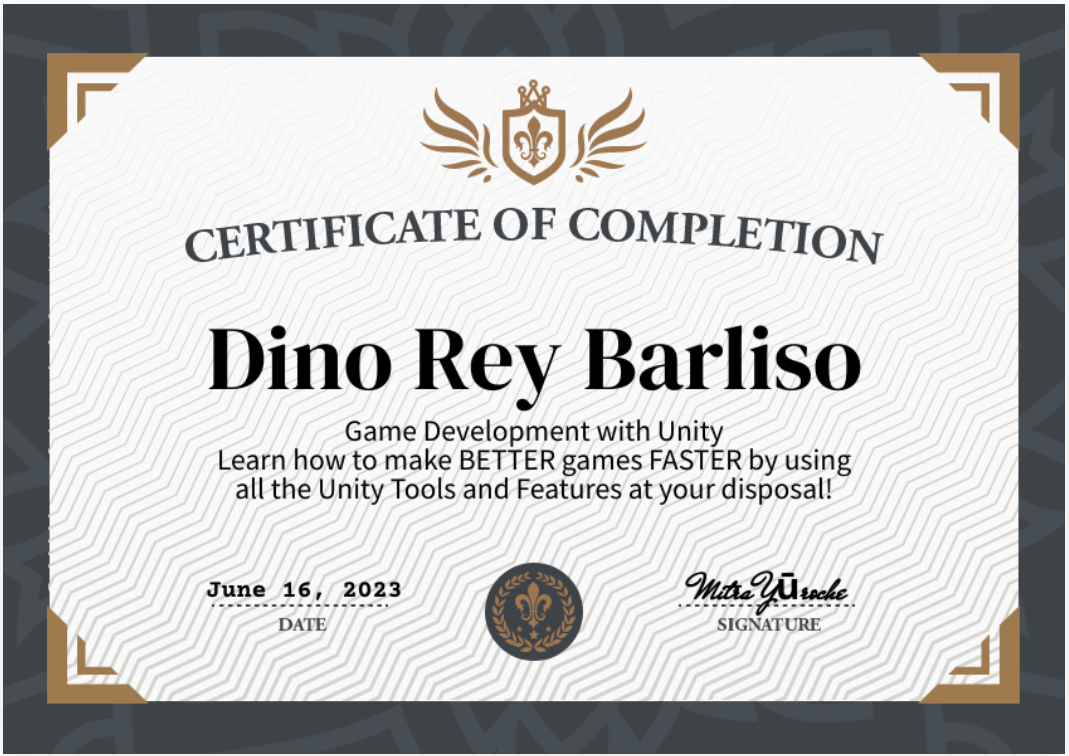 CERTIFICATE OF COMPLETION
Dino Rey Barliso
Game Development with Unity
Learn how to make BETTER games FASTER by using
all the Unity Tools and Features at your disposal!
June 16, 2023
DATE
Mitra YŪroche
SIGNATURE